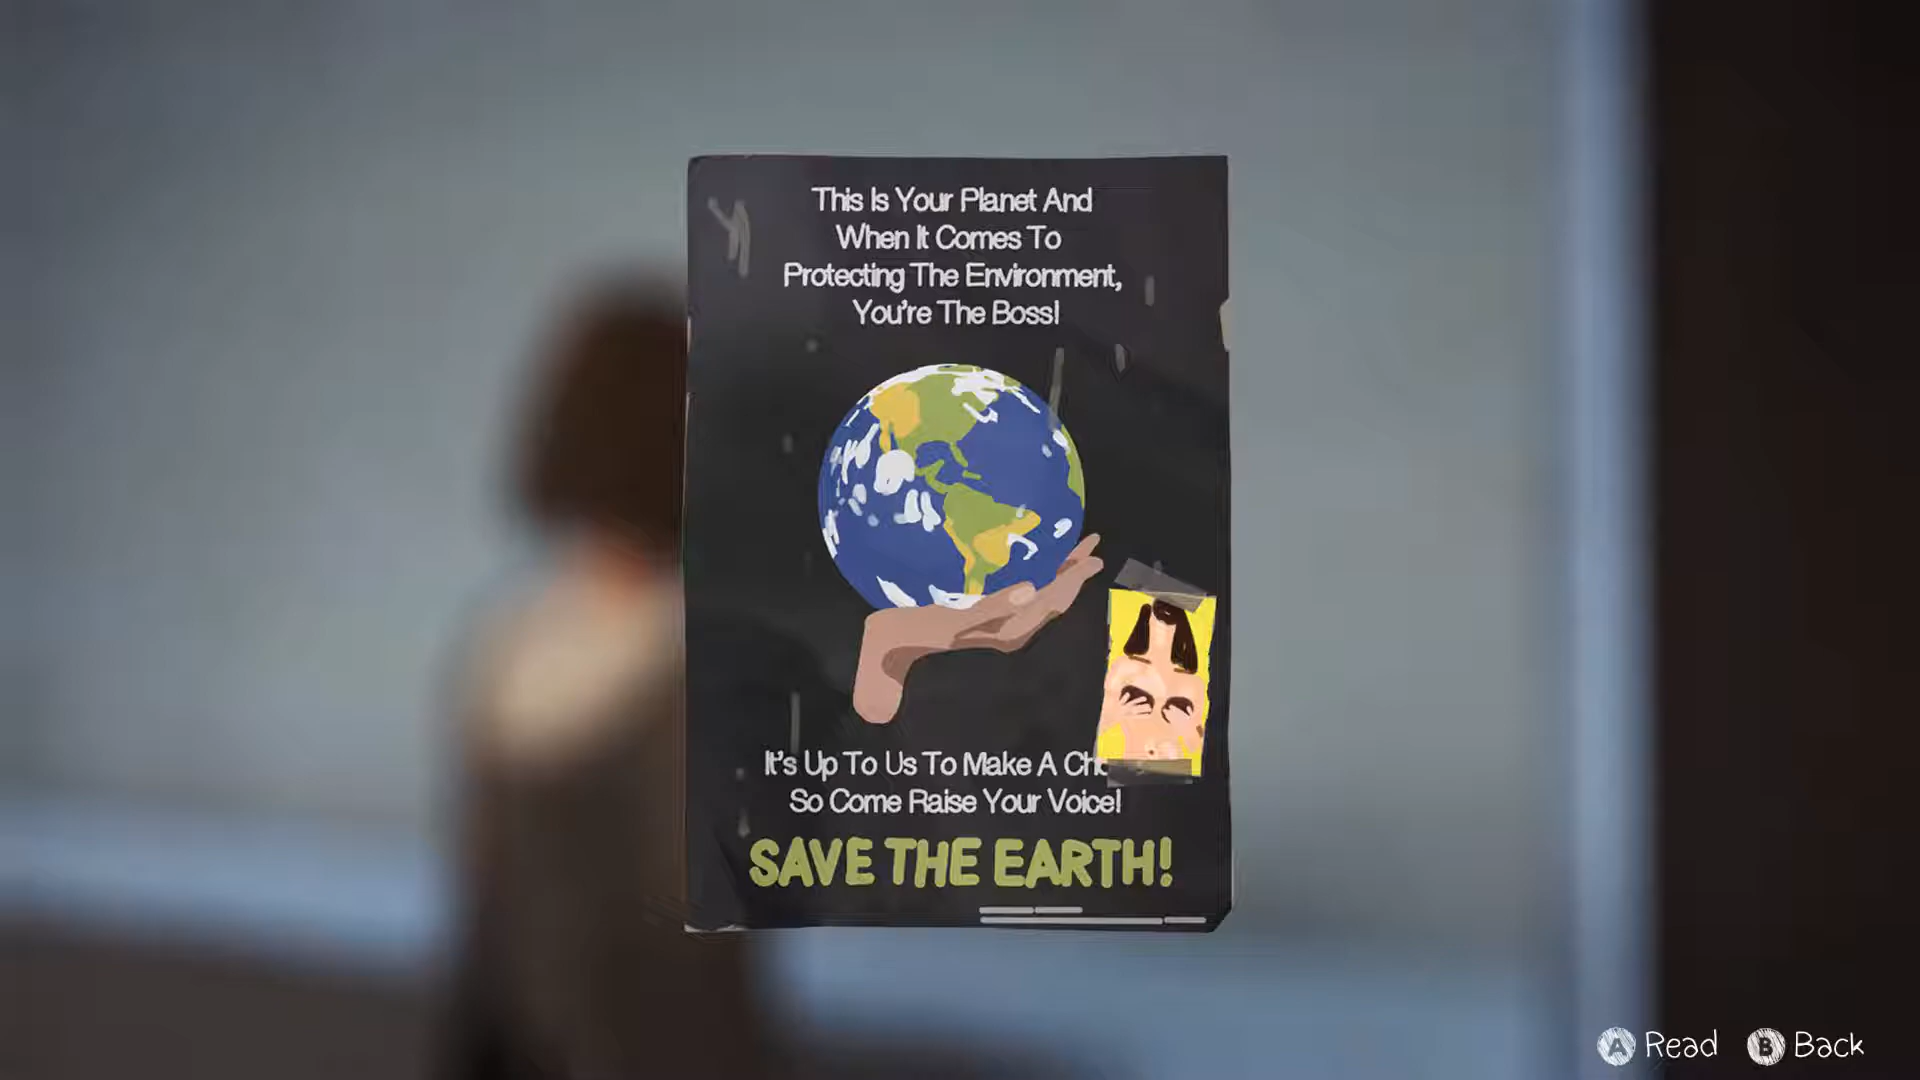 This Is Your Planet And
When It Comes To
Protecting The Environment,
You're The Boss!
It's Up To Us To Make A
So Come Raise Your Voice!
SAVE THE EARTH!
A Read B Back